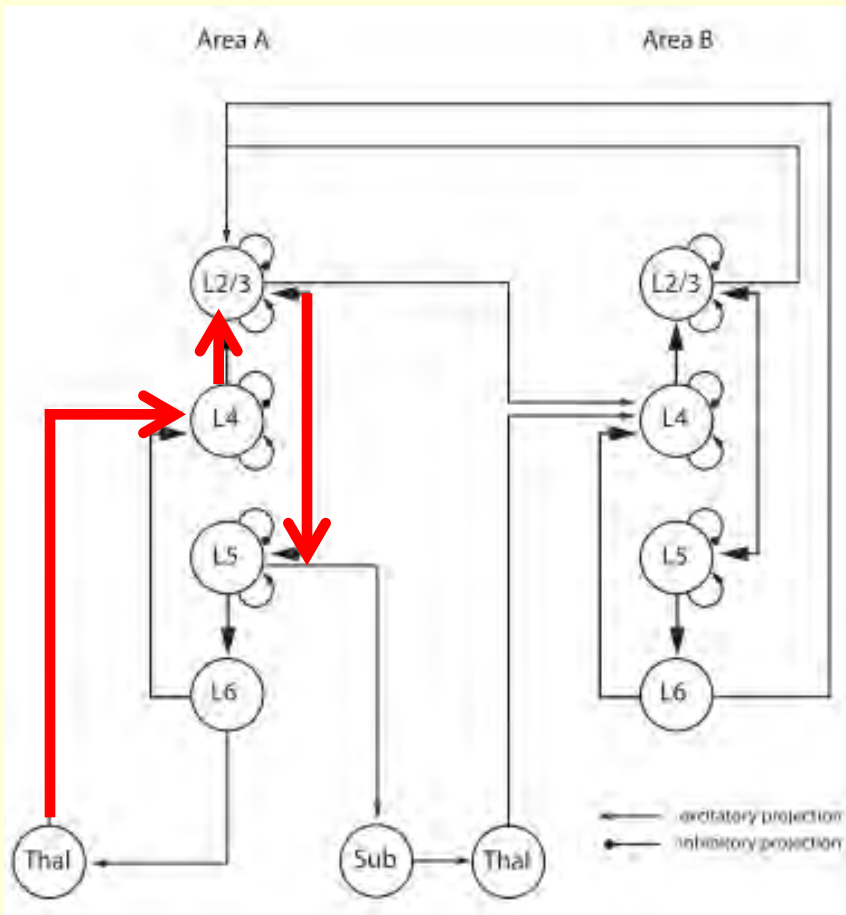 Area A
Area B
L2/3
L2/3
L4
L4
L5
L5
L6
L6
Thal
Sub
Thal
excitatory projection
inhibitory projection